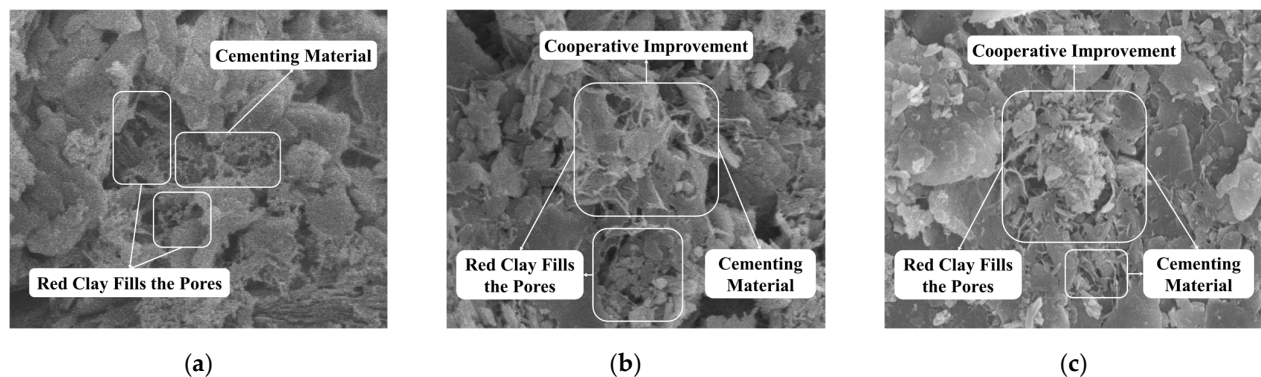 Cementing Material
Red Clay Fills the Pores
(a)
Cooperative Improvement
Red Clay Fills
the Pores
Cementing
Material
(b)
Cooperative Improvement
Red Clay Fills
the Pores
Cementing
Material
(c)